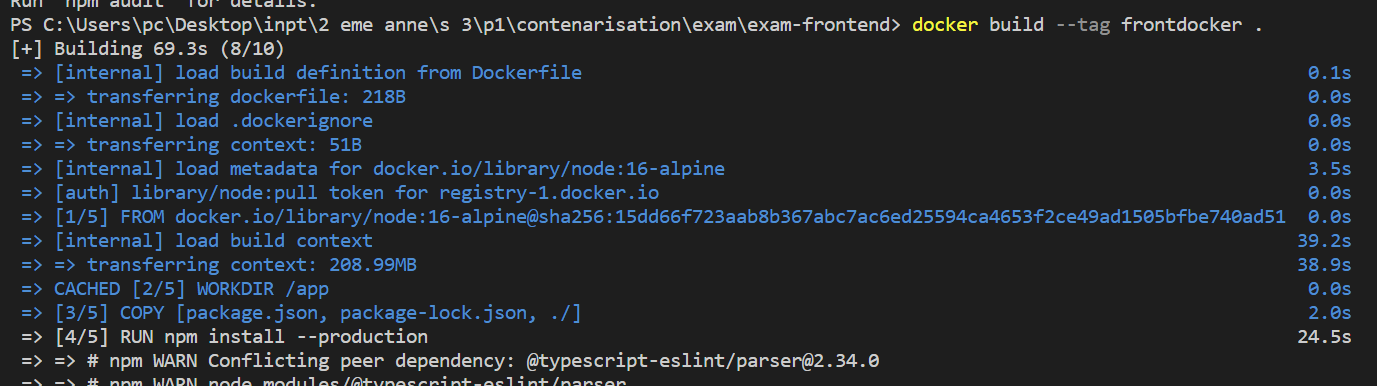 Run `npm audit` for details.
PS C:\Users\pc\Desktop\inpt\2 eme anne\s 3\p1\contenarisation\exam\exam-frontend> docker build --tag frontdocker .
[+] Building 69.3s (8/10)
=> [internal] load build definition from Dockerfile 0.1s
=> => transferring dockerfile: 218B 0.0s
=> [internal] load .dockerignore 0.0s
=> => transferring context: 51B 0.0s
=> [internal] load metadata for docker.io/library/node:16-alpine 3.5s
=> [auth] library/node:pull token for registry-1.docker.io 0.0s
=> [1/5] FROM docker.io/library/node:16-alpine@sha256:15dd66f723aab8b367abc7ac6ed25594ca4653f2ce49ad1505bfbe740ad51 0.0s
=> [internal] load build context 39.2s
=> => transferring context: 208.99MB 38.9s
=> CACHED [2/5] WORKDIR /app 0.0s
=> [3/5] COPY [package.json, package-lock.json, ./] 2.0s
=> [4/5] RUN npm install --production 24.5s
=> => # npm WARN Conflicting peer dependency: @typescript-eslint/parser@2.34.0
=> => # npm WARN node_modules/@typescript-eslint/parser